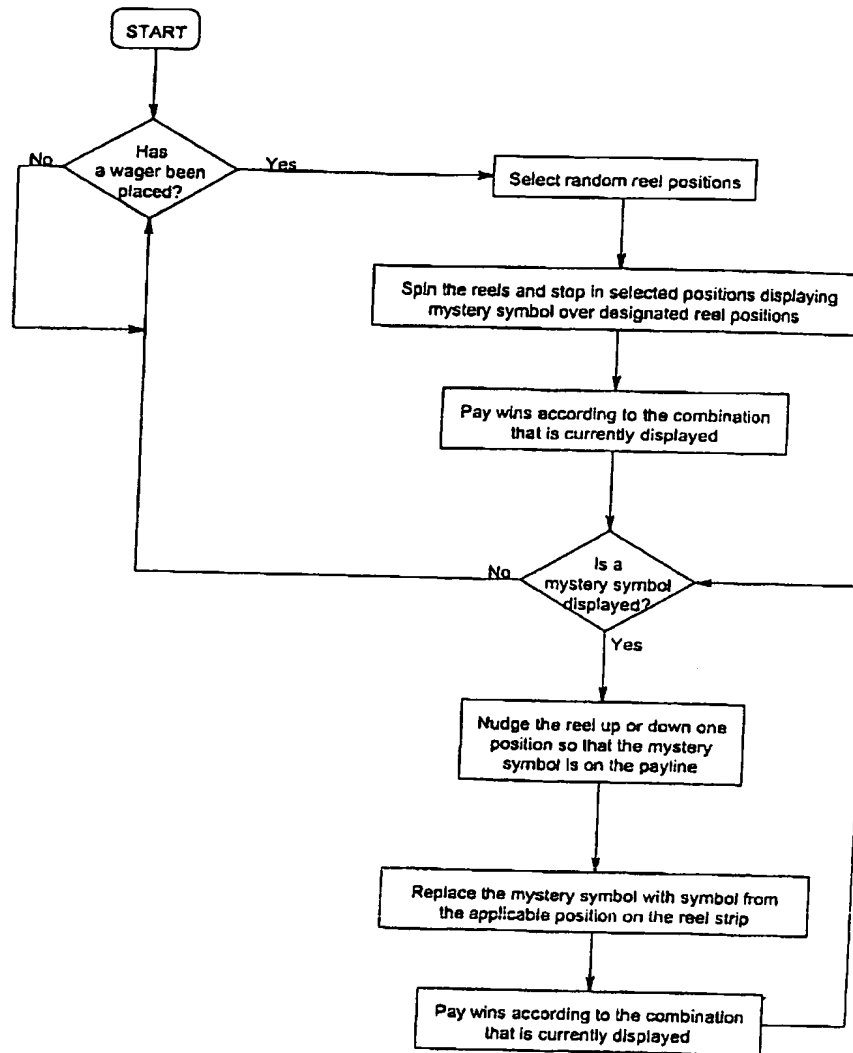 START
Has
a wager been
placed?
No
Yes
Select random reel positions
Spin the reels and stop in selected positions displaying
mystery symbol over designated reel positions
Pay wins according to the combination
that is currently displayed
Is a
mystery symbol
displayed?
No
Yes
Nudge the reel up or down one
position so that the mystery
symbol is on the payline
Replace the mystery symbol with symbol from
the applicable position on the reel strip
Pay wins according to the combination
that is currently displayed